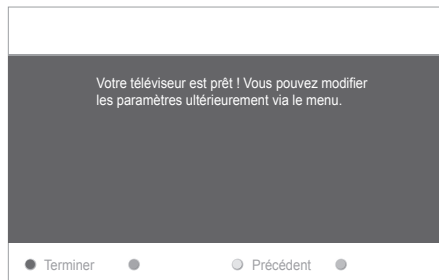 Votre téléviseur est prêt ! Vous pouvez modifier
les paramètres ultérieurement via le menu.
Terminer
Précédent